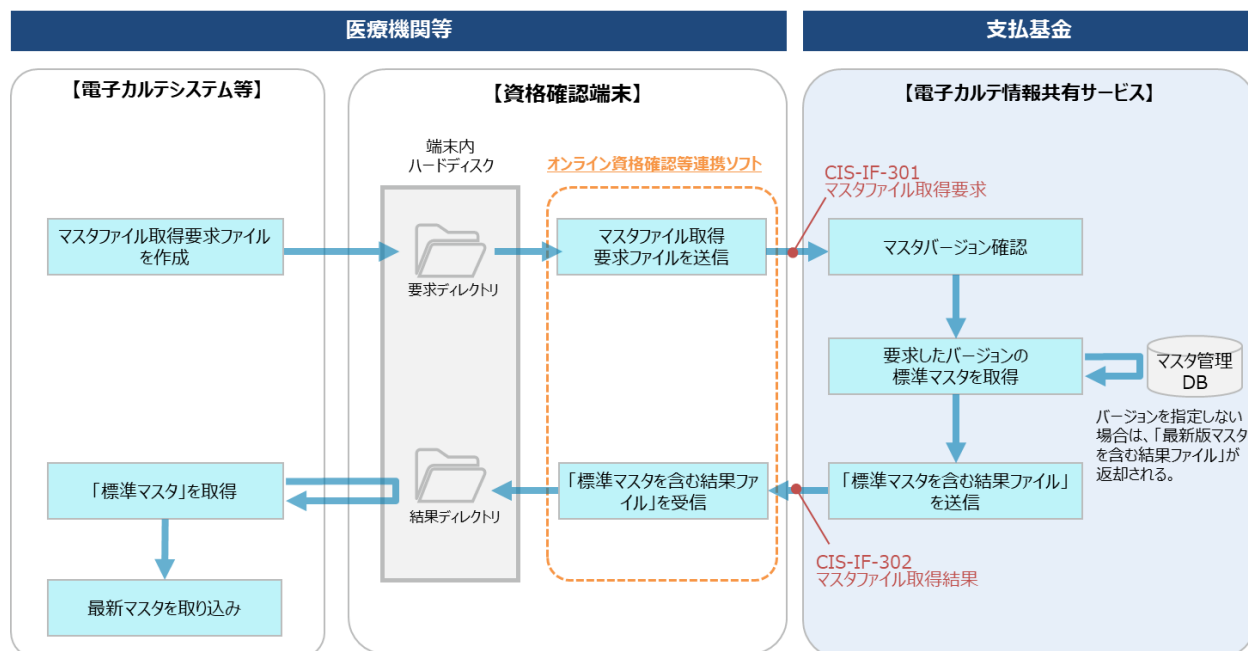 医療機関等
支払基金
【電子カルテシステム等】
【資格確認端末】
【電子カルテ情報共有サービス】
端末内
ハードディスク
オンライン資格確認等連携ソフト
CIS-IF-301
マスタファイル取得要求
マスタファイル取得要求ファイル
を作成
要求ディレクトリ
マスタファイル取得
要求ファイルを送信
マスタバージョン確認
要求したバージョンの
標準マスタを取得
マスタ管理
DB
バージョンを指定しない
場合は、「最新版マスタ
を含む結果ファイル」が
返却される。
「標準マスタ」を取得
結果ディレクトリ
「標準マスタを含む結果ファ
イル」を受信
「標準マスタを含む結果ファイル」
を送信
CIS-IF-302
マスタファイル取得結果
最新マスタを取り込み